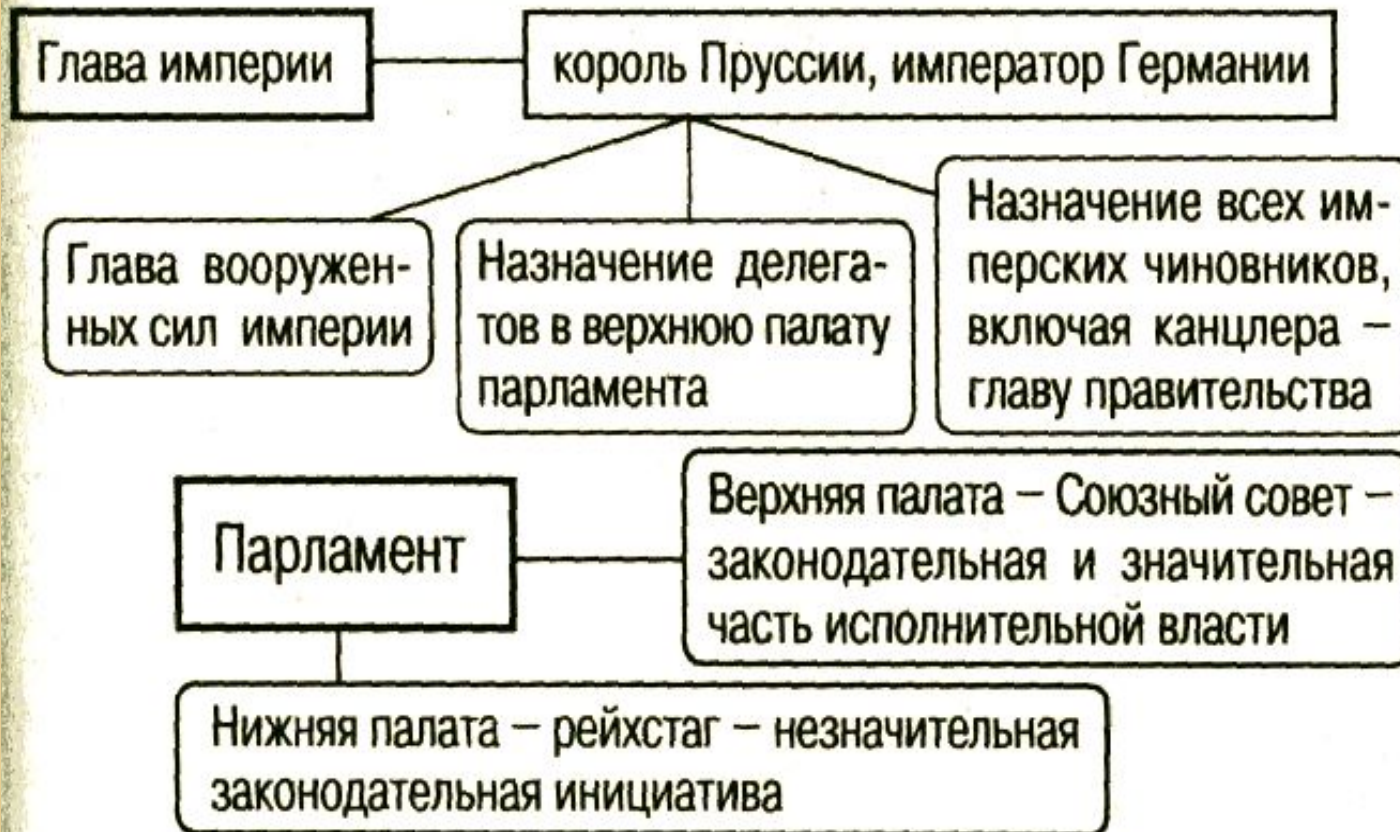 Глава империи
король Пруссии, император Германии
Глава вооружен-
ных сил империи
Назначение делега-
тов в верхнюю палату
парламента
Назначение всех им-
перских чиновников,
включая канцлера –
главу правительства
Парламент
Верхняя палата – Союзный совет –
законодательная и значительная
часть исполнительной власти
Нижняя палата – рейхстаг – незначительная
законодательная инициатива